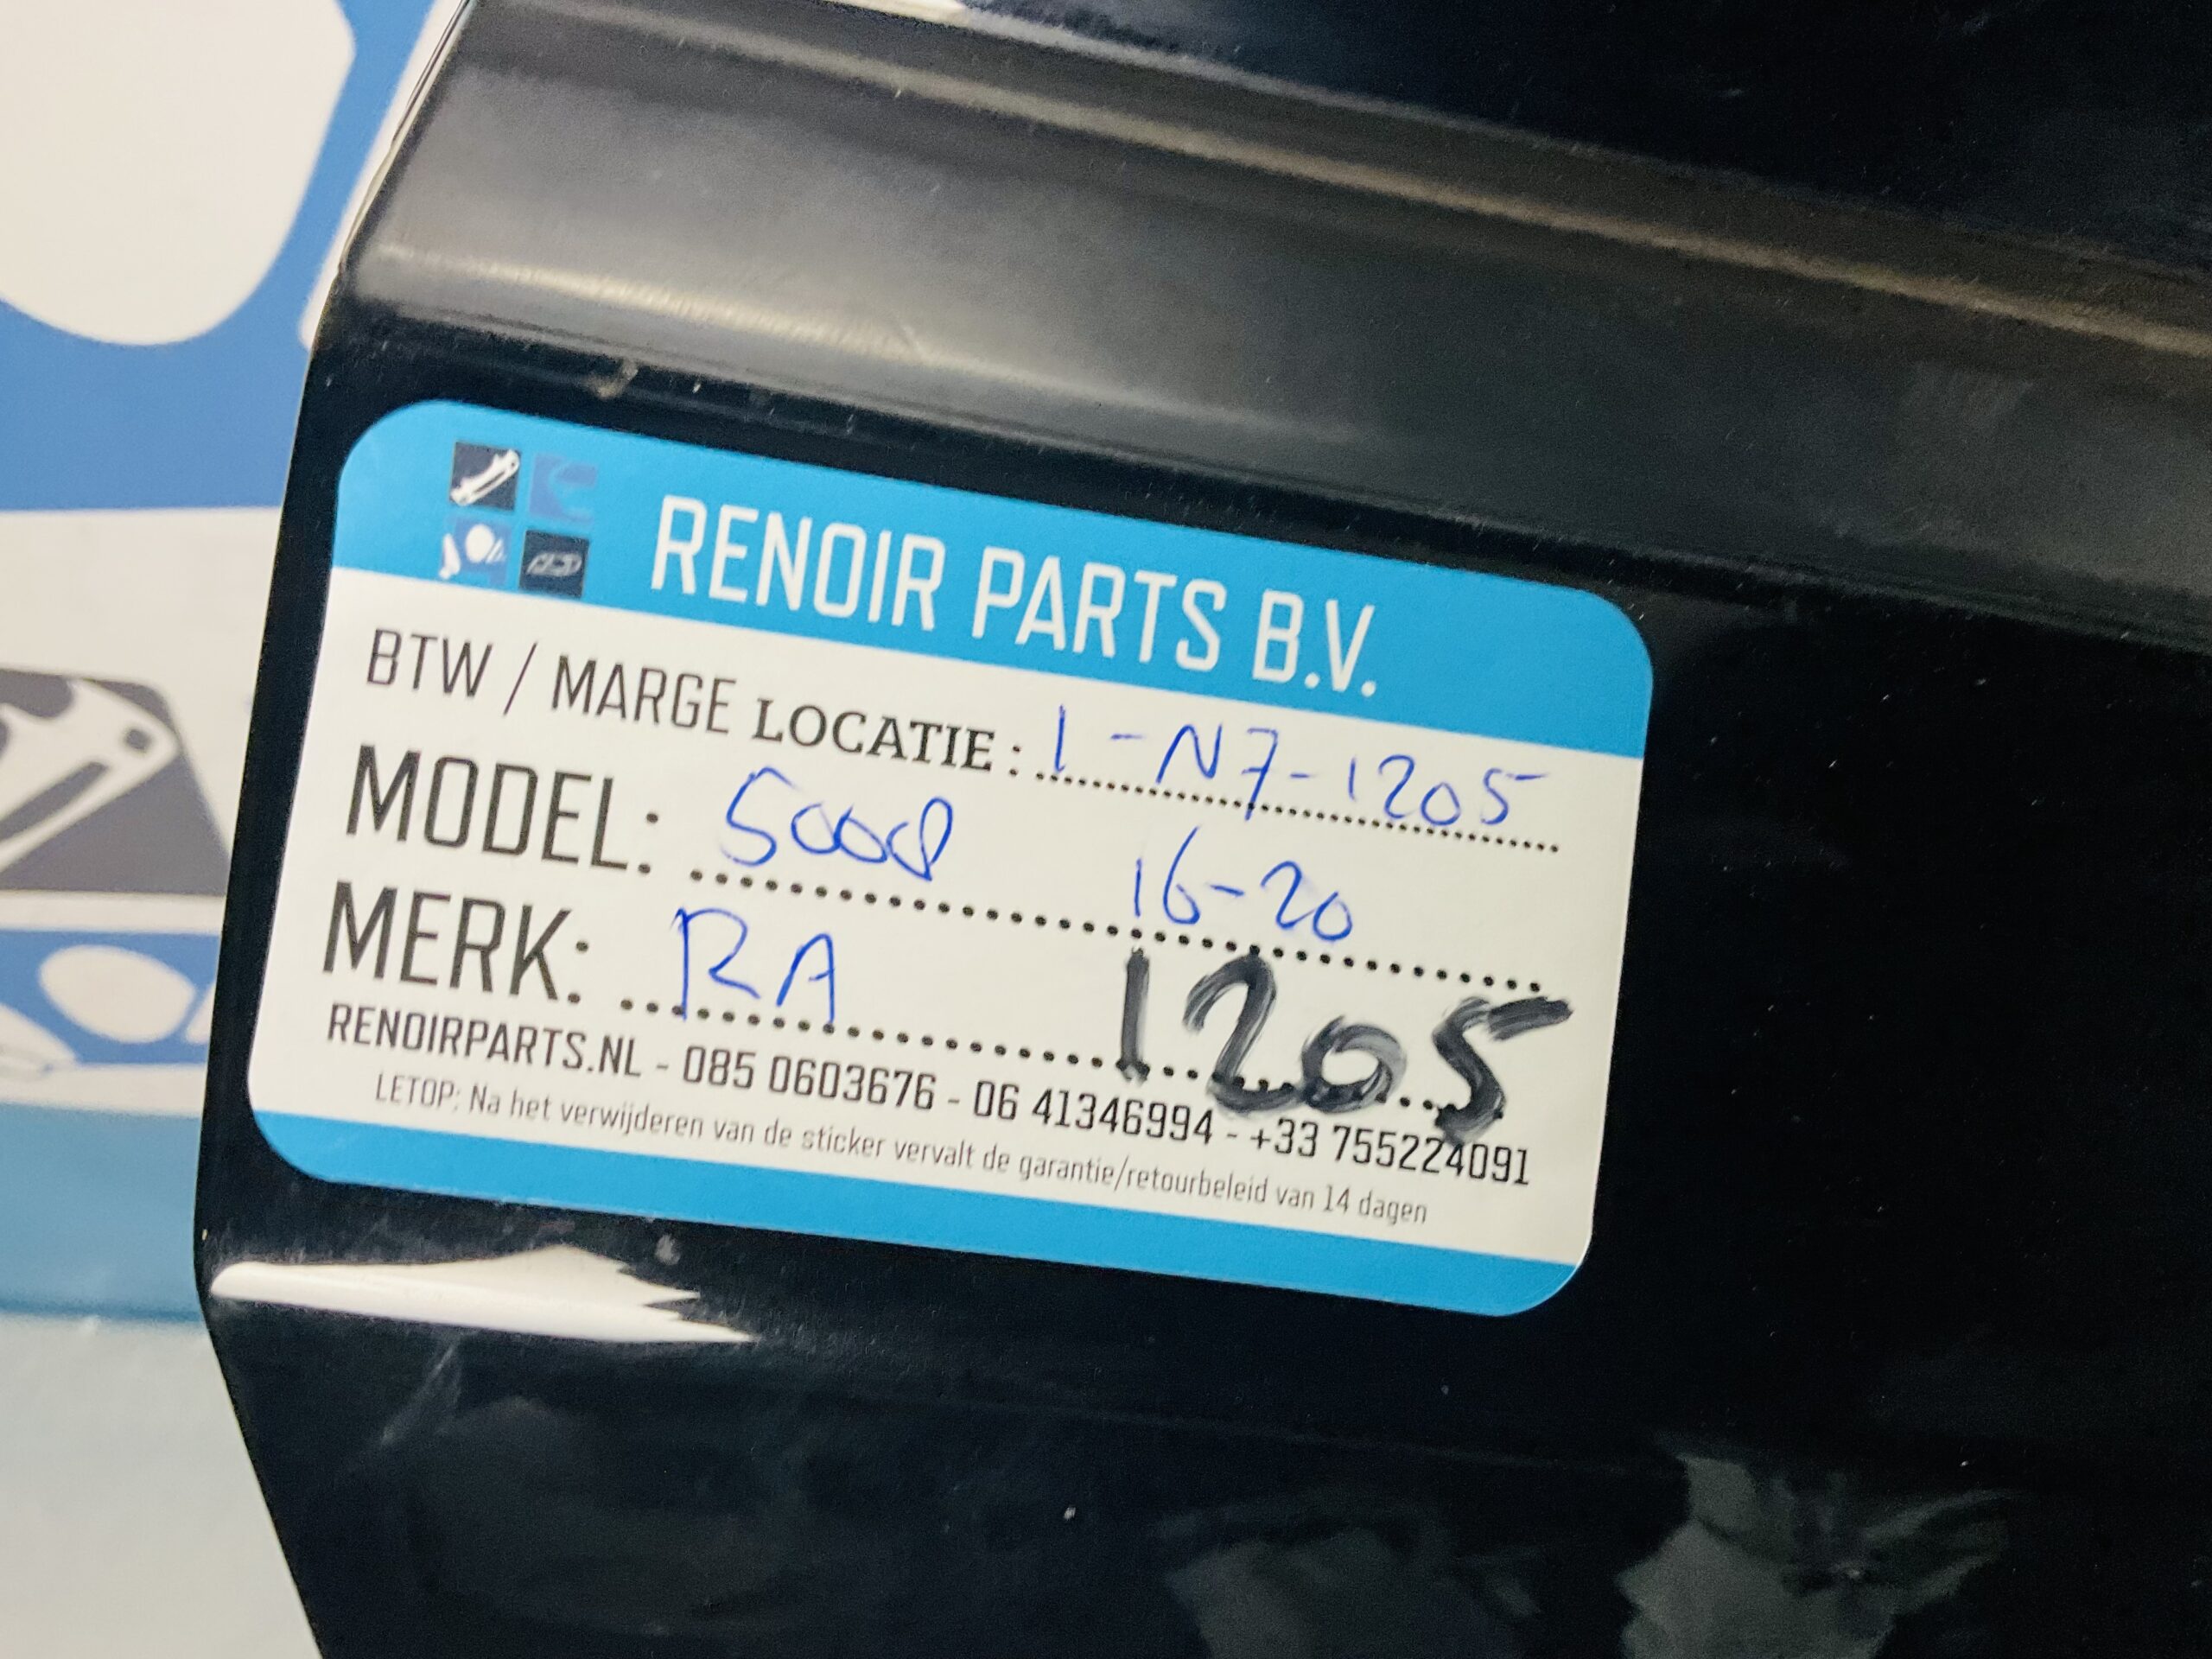 RENOIR PARTS B.V.
BTW / MARGE LOCATIE : 1-N7-1205
MODEL: 5008 16-20
MERK: RA 1205
RENOIRPARTS.NL - 085 0603676 - 06 41346994 - +33 755224091
LETOP: Na het verwijderen van de sticker vervalt de garantie/retourbeleid van 14 dagen